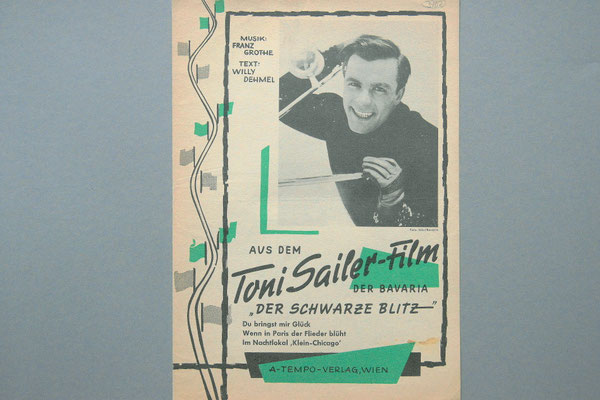 MUSIK:
FRANZ
GROTHE
TEXT:
WILLY
DEHMEL
AUS DEM
Toni Sailer-Film
DER BAVARIA
„DER SCHWARZE BLITZ"
Du bringst mir Glück
Wenn in Paris der Flieder blüht
Im Nachtlokal ‚Klein-Chicago'
A-TEMPO-VERLAG, WIEN